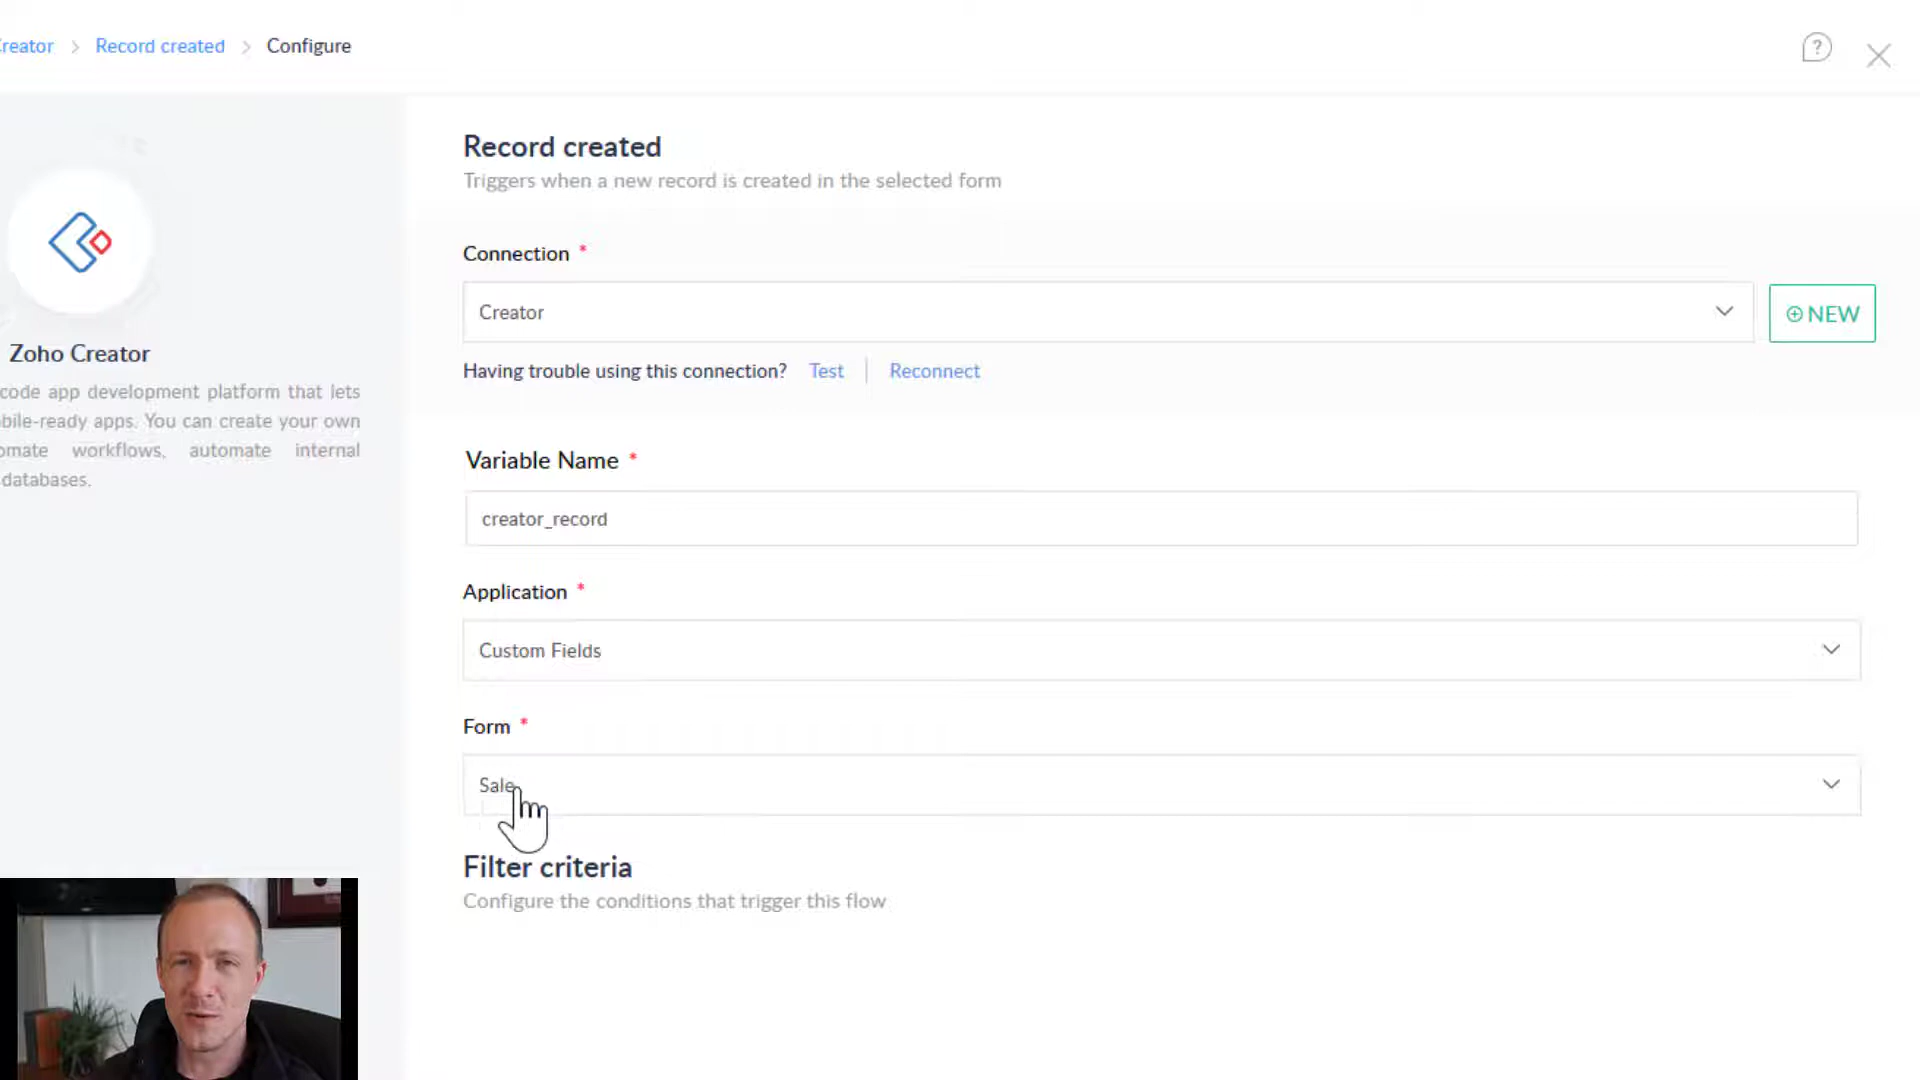 reator > Record created > Configure
?
Record created
Triggers when a new record is created in the selected form
Connection *
Creator
NEW
Having trouble using this connection? Test | Reconnect
Zoho Creator
code app development platform that lets
bile-ready apps. You can create your own
omate workflows, automate internal
databases.
Variable Name *
creator_record
Application *
Custom Fields
Form *
Sale
Filter criteria
Configure the conditions that trigger this flow